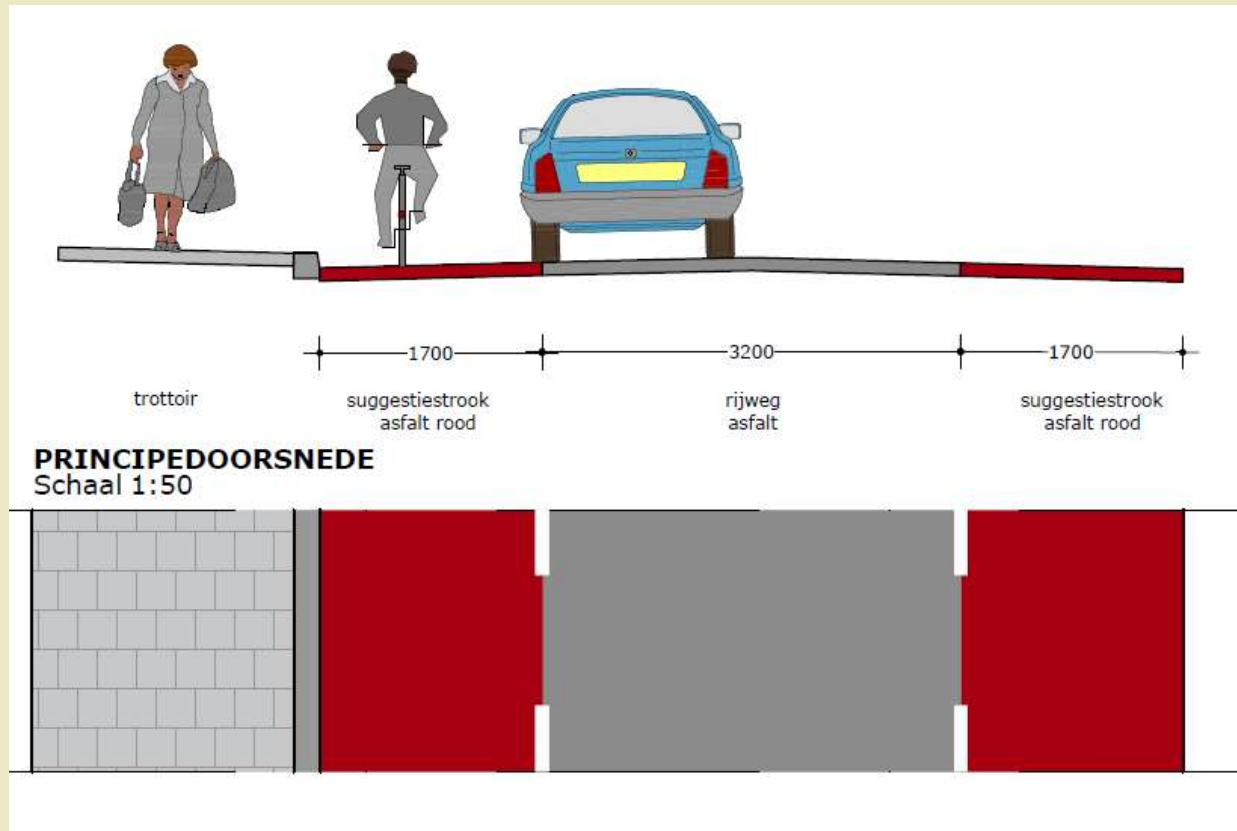 1700 3200 1700
trottoir suggestiestrook rijweg suggestiestrook
asfalt rood asfalt asfalt rood
PRINCIPEDOORSNEDE
Schaal 1:50